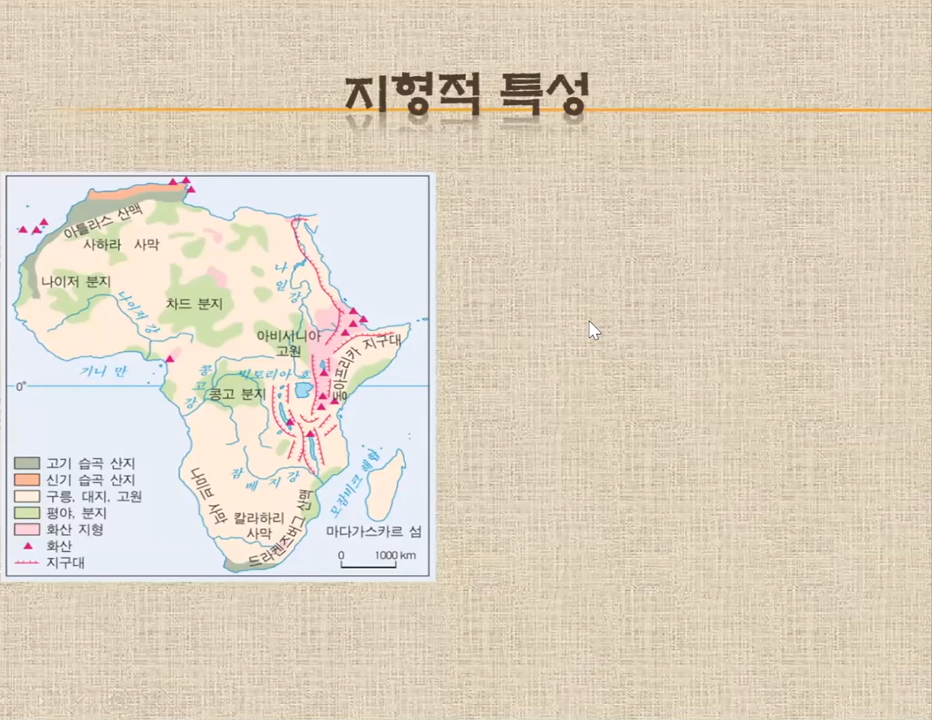 지형적 특성
아틀라스 산맥
사하라 사막
나이저 분지
나이저 강
차드 분지
나일강
아비시니아
고원
동아프리카 지구대
기니 만
콩고강
빅토리아 호
0°
콩고 분지
잠베지강
나미브 사막
칼라하리
사막
드라켄즈버그 산맥
모잠비크 해협
마다가스카르 섬
고기 습곡 산지
신기 습곡 산지
구릉, 대지, 고원
평야, 분지
화산 지형
화산
지구대
0 1000 km